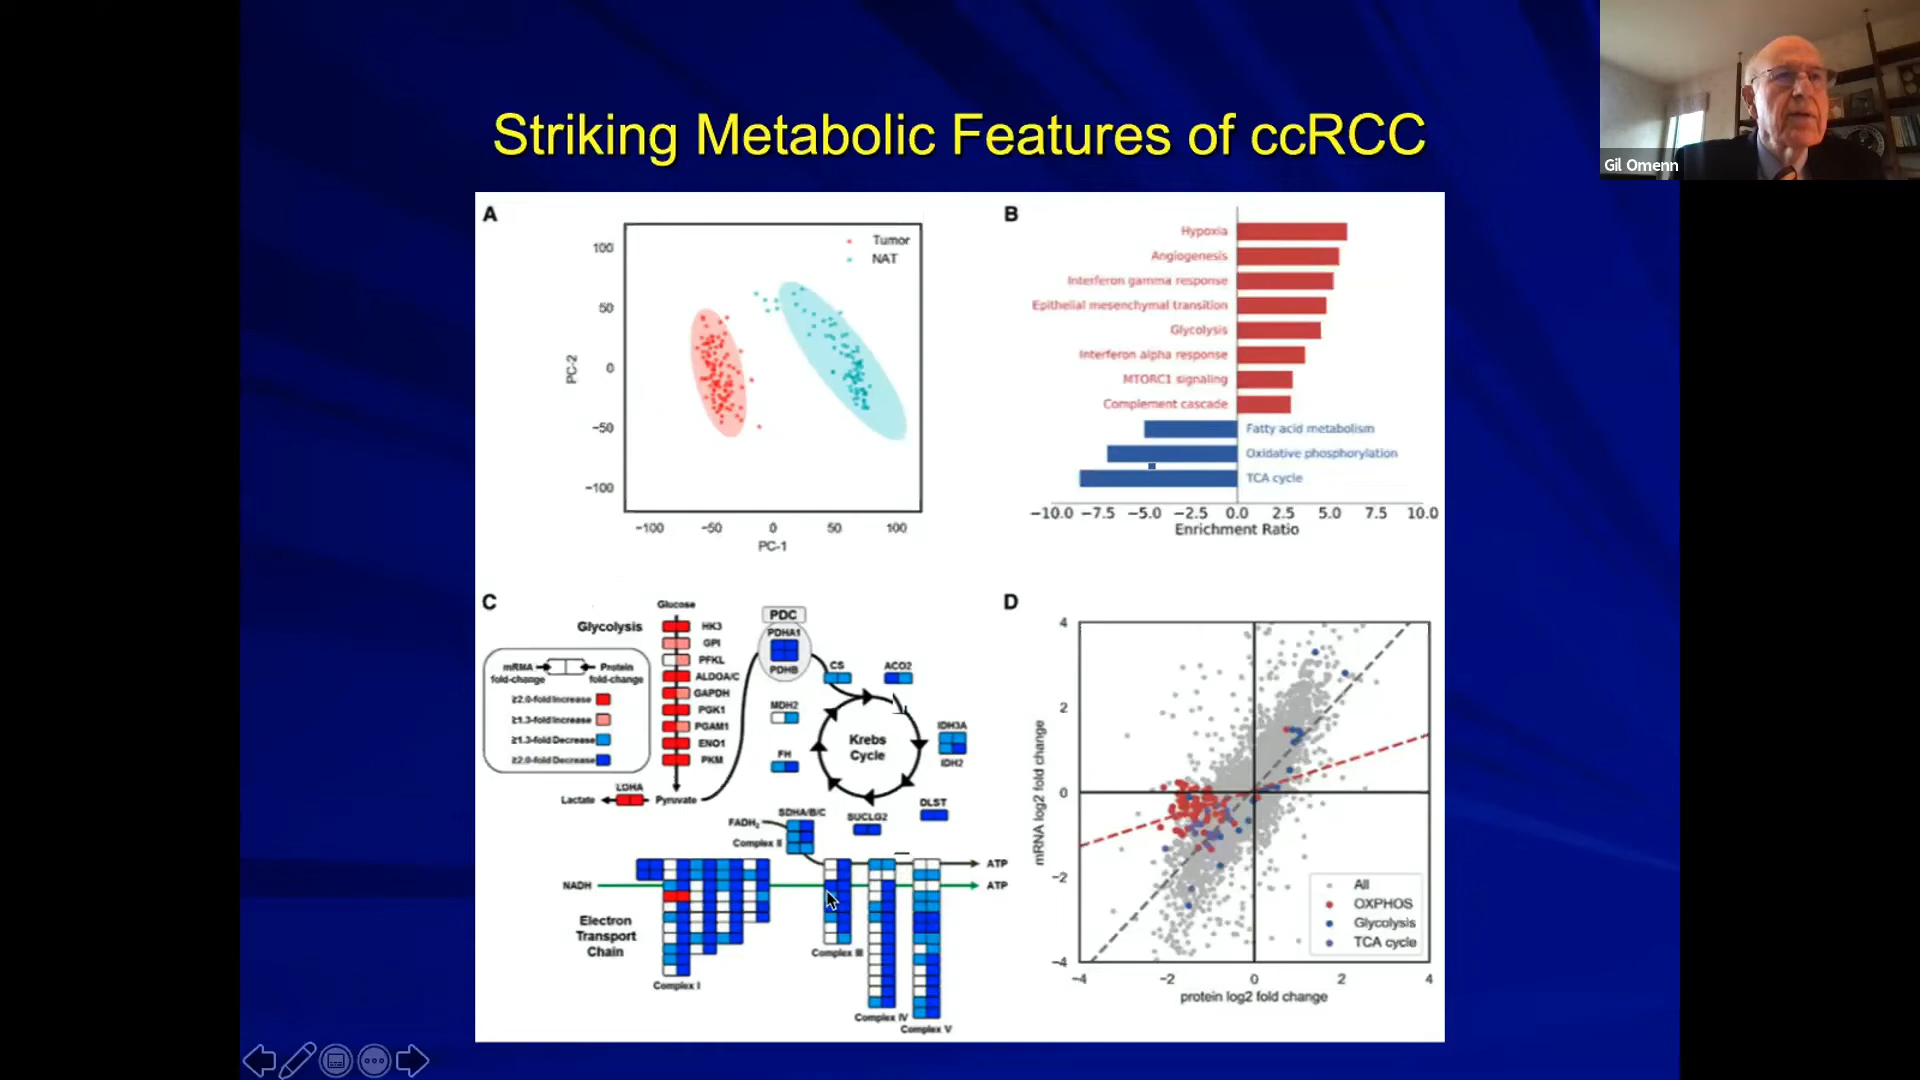 Striking Metabolic Features of ccRCC
Gil Omenn
A
Tumor
NAT
100
50
0
−50
−100
PC-2
−100 −50 0 50 100
PC-1
B
Hypoxia
Angiogenesis
Interferon gamma response
Epithelial mesenchymal transition
Glycolysis
Interferon alpha response
MTORC1 signaling
Complement cascade
Fatty acid metabolism
Oxidative phosphorylation
TCA cycle
−10.0 −7.5 −5.0 −2.5 0.0 2.5 5.0 7.5 10.0
Enrichment Ratio
C
Glycolysis
mRNA
fold-change
Protein
fold-change
≥2.0-fold Increase
≥1.3-fold Increase
≥1.3-fold Decrease
≥2.0-fold Decrease
Glucose
HK3
GPI
PFKL
ALDOA/C
GAPDH
PGK1
PGAM1
ENO1
PKM
LDHA
Lactate
Pyruvate
PDC
PDHA1
PDHB
CS
ACO2
MDH2
IDH3A
IDH2
FH
Krebs
Cycle
DLST
SUCLG2
SDHA/B/C
FADH2
Complex II
ATP
NADH
ATP
Electron
Transport
Chain
Complex I
Complex III
Complex IV
Complex V
D
4
2
0
−2
−4
mRNA log2 fold change
All
OXPHOS
Glycolysis
TCA cycle
−4 −2 0 2 4
protein log2 fold change